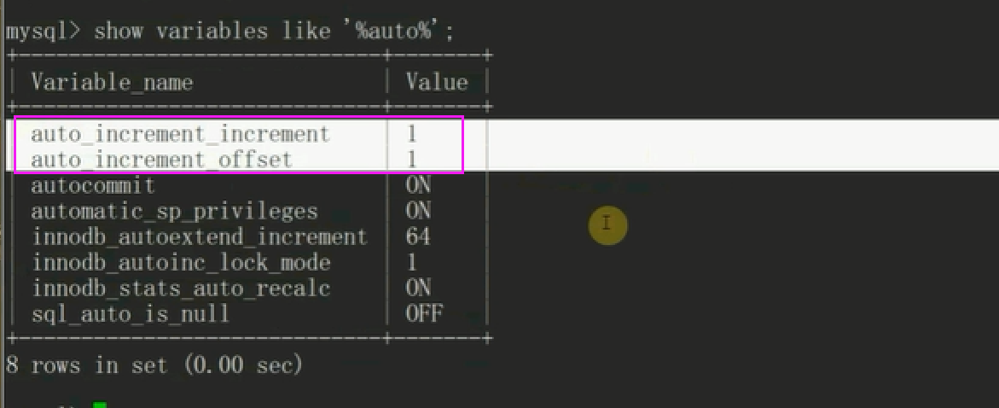 mysql> show variables like '%auto%';
| Variable_name | Value |
| auto_increment_increment | 1 |
| auto_increment_offset | 1 |
| autocommit | ON |
| automatic_sp_privileges | ON |
| innodb_autoextend_increment | 64 |
| innodb_autoinc_lock_mode | 1 |
| innodb_stats_auto_recalc | ON |
| sql_auto_is_null | OFF |
8 rows in set (0.00 sec)